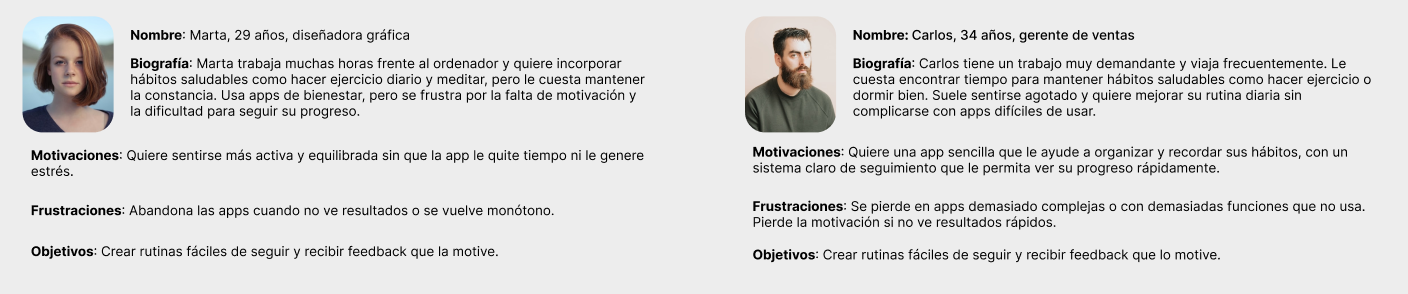 Nombre: Marta, 29 años, diseñadora gráfica
Biografía: Marta trabaja muchas horas frente al ordenador y quiere incorporar
hábitos saludables como hacer ejercicio diario y meditar, pero le cuesta mantener
la constancia. Usa apps de bienestar, pero se frustra por la falta de motivación y
la dificultad para seguir su progreso.
Motivaciones: Quiere sentirse más activa y equilibrada sin que la app le quite tiempo ni le genere
estrés.
Frustraciones: Abandona las apps cuando no ve resultados o se vuelve monótono.
Objetivos: Crear rutinas fáciles de seguir y recibir feedback que la motive.
Nombre: Carlos, 34 años, gerente de ventas
Biografía: Carlos tiene un trabajo muy demandante y viaja frecuentemente. Le
cuesta encontrar tiempo para mantener hábitos saludables como hacer ejercicio o
dormir bien. Suele sentirse agotado y quiere mejorar su rutina diaria sin
complicarse con apps difíciles de usar.
Motivaciones: Quiere una app sencilla que le ayude a organizar y recordar sus hábitos, con un
sistema claro de seguimiento que le permita ver su progreso rápidamente.
Frustraciones: Se pierde en apps demasiado complejas o con demasiadas funciones que no usa.
Pierde la motivación si no ve resultados rápidos.
Objetivos: Crear rutinas fáciles de seguir y recibir feedback que lo motive.